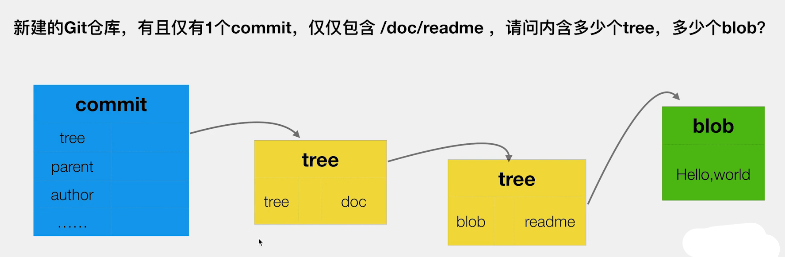 新建的Git仓库，有且仅有1个commit，仅仅包含 /doc/readme ，请问内含多少个tree，多少个blob？
commit
tree
parent
author
……
tree
tree doc
tree
blob readme
blob
Hello,world